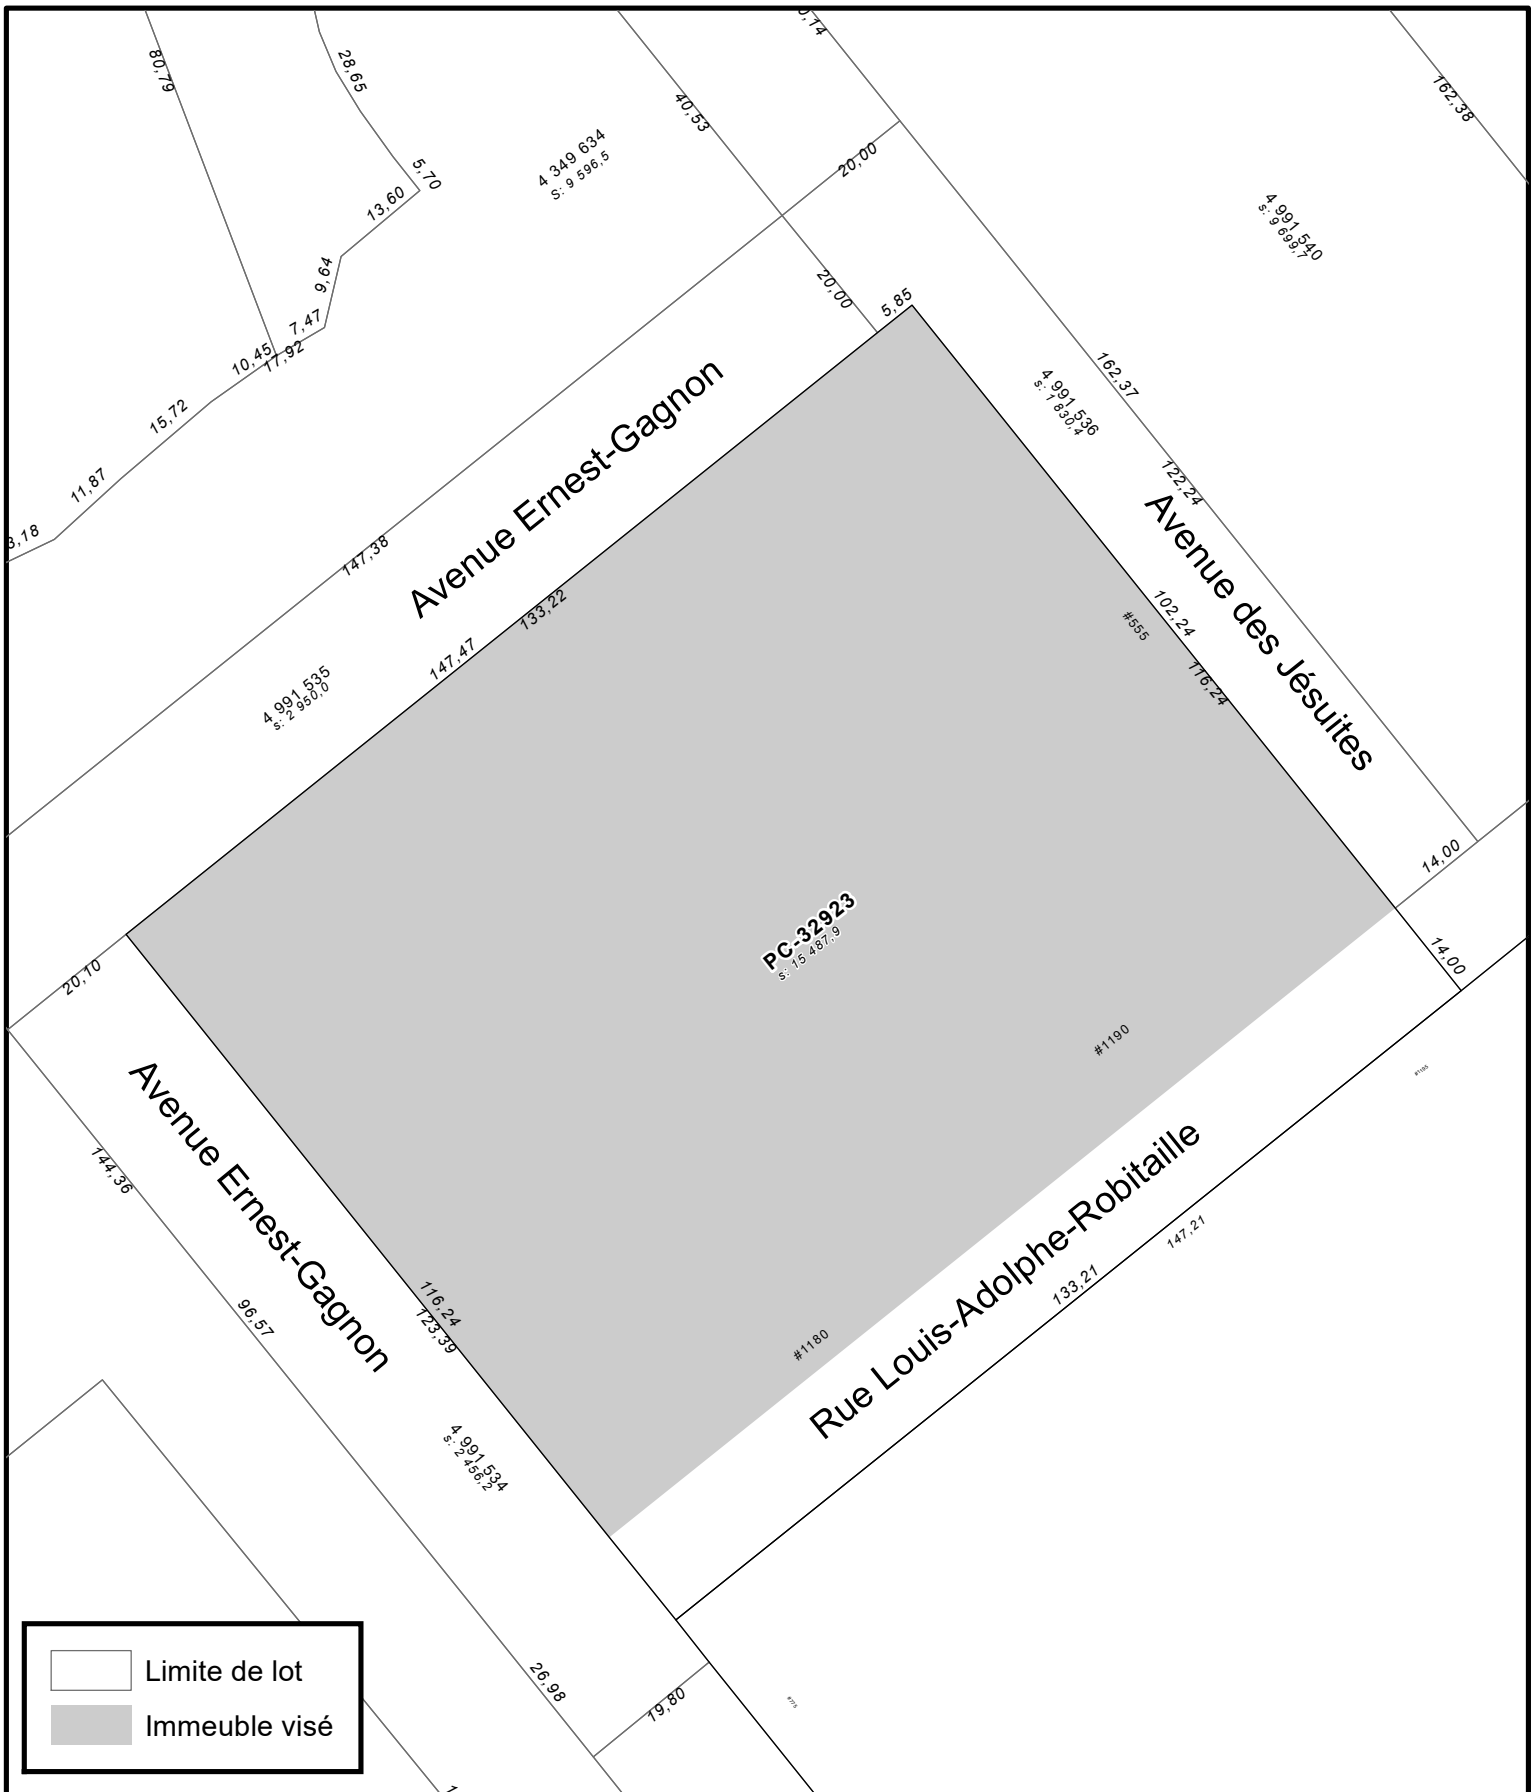 80,79
28,65
5,70
13,60
9,64
7,47
10,45
17,92
15,72
11,87
3,18
4 349 634
S: 9 596,5
40,53
0,14
162,38
20,00
20,00
5,85
4 991 540
s: 9 699,7
162,37
4 991 536
s: 1 830,4
122,24
Avenue Ernest-Gagnon
147,38
133,22
147,47
4 991 535
s: 2 950,0
Avenue des Jésuites
102,24
#555
116,24
14,00
14,00
PC-32923
s: 15 487,9
20,10
#1190
#1195
Avenue Ernest-Gagnon
144,36
96,57
116,24
123,39
#1180
Rue Louis-Adolphe-Robitaille
147,21
133,21
4 991 534
s: 2 456,2
26,98
19,80
#775
Limite de lot
Immeuble visé